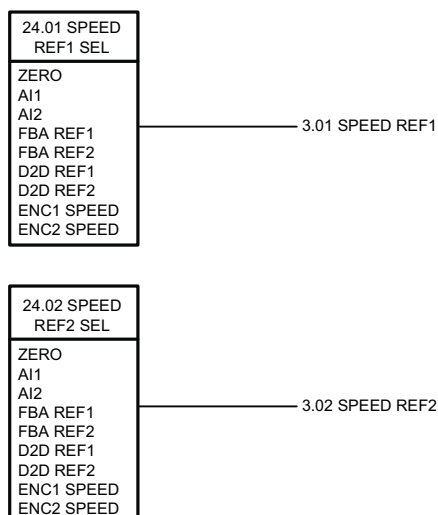 24.01 SPEED
REF1 SEL
ZERO
AI1
AI2
FBA REF1
FBA REF2
D2D REF1
D2D REF2
ENC1 SPEED
ENC2 SPEED
3.01 SPEED REF1
24.02 SPEED
REF2 SEL
ZERO
AI1
AI2
FBA REF1
FBA REF2
D2D REF1
D2D REF2
ENC1 SPEED
ENC2 SPEED
3.02 SPEED REF2